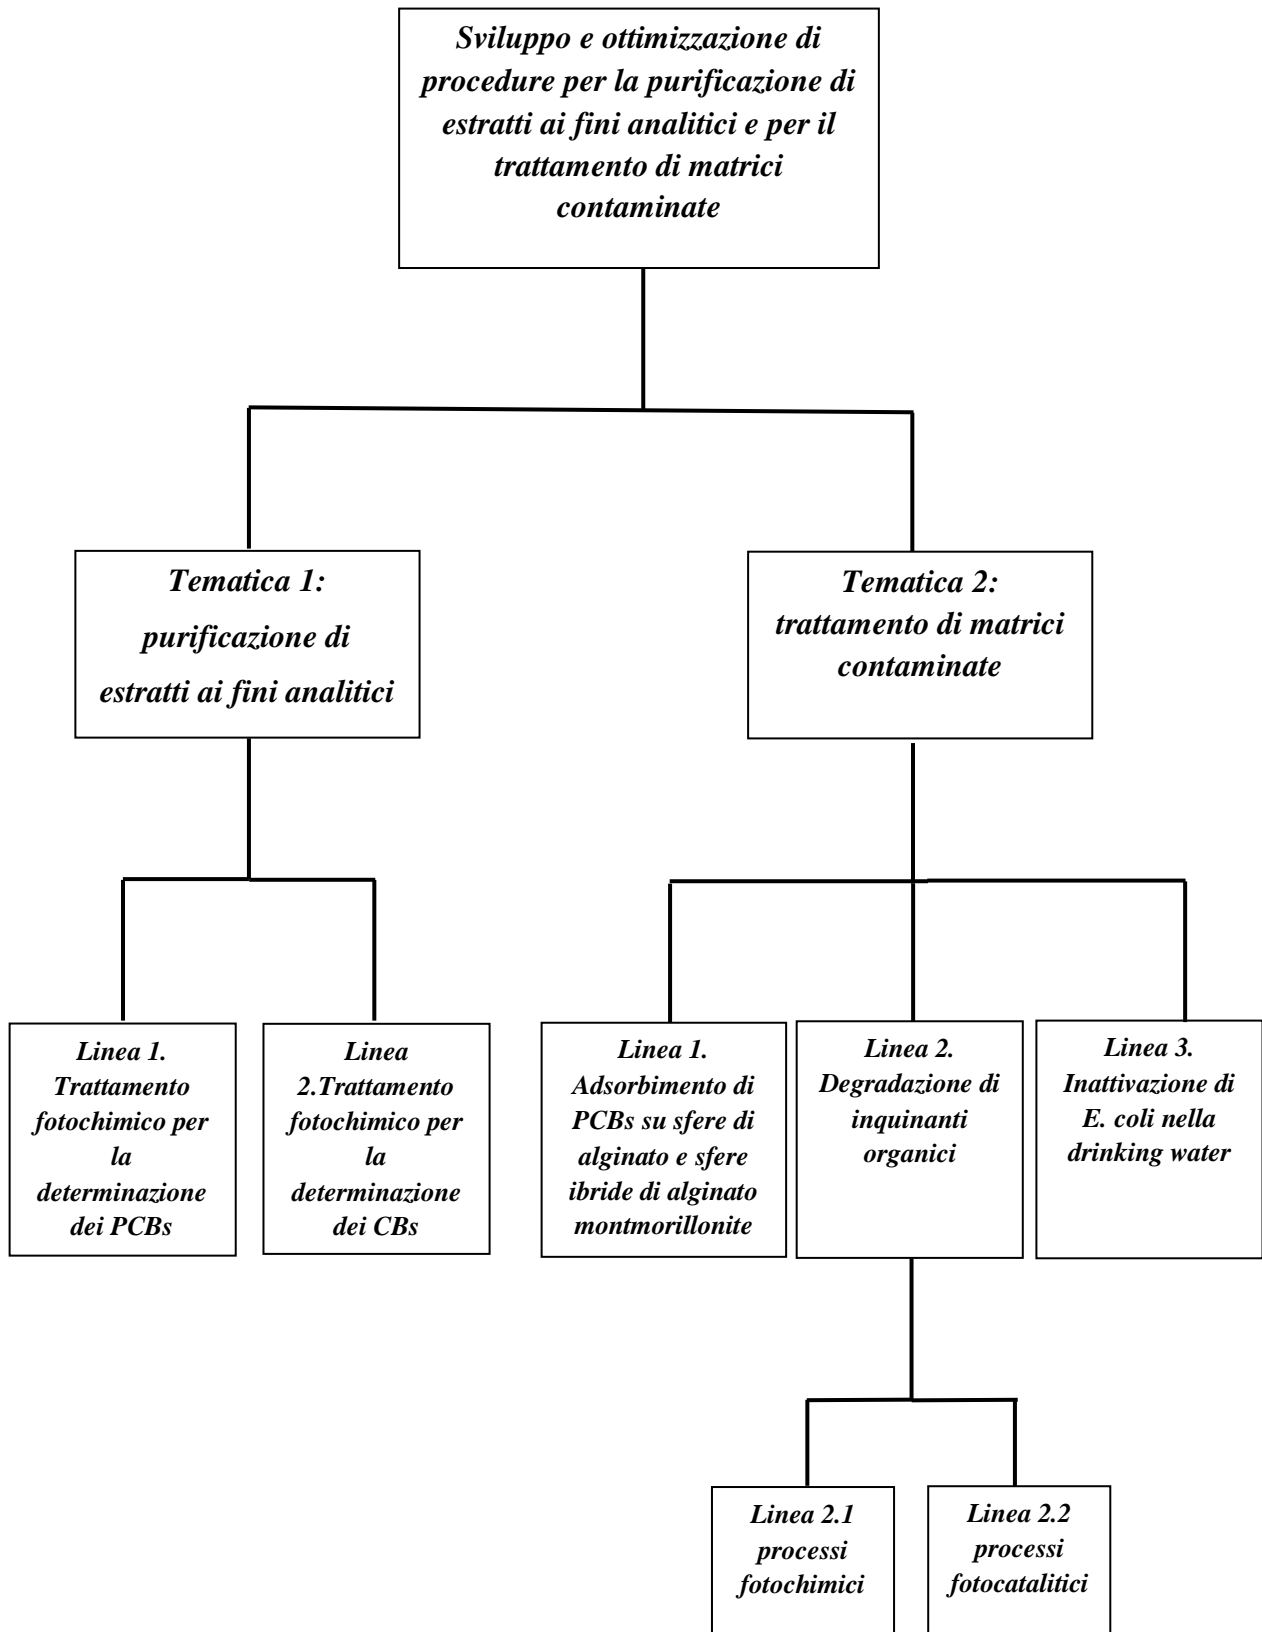 Sviluppo e ottimizzazione di
procedure per la purificazione di
estratti ai fini analitici e per il
trattamento di matrici
contaminate
Tematica 1:
purificazione di
estratti ai fini analitici
Tematica 2:
trattamento di matrici
contaminate
Linea 1.
Trattamento
fotochimico per
la
determinazione
dei PCBs
Linea
2.Trattamento
fotochimico per
la
determinazione
dei CBs
Linea 1.
Adsorbimento di
PCBs su sfere di
alginato e sfere
ibride di alginato
montmorillonite
Linea 2.
Degradazione di
inquinanti
organici
Linea 3.
Inattivazione di
E. coli nella
drinking water
Linea 2.1
processi
fotochimici
Linea 2.2
processi
fotocatalitici